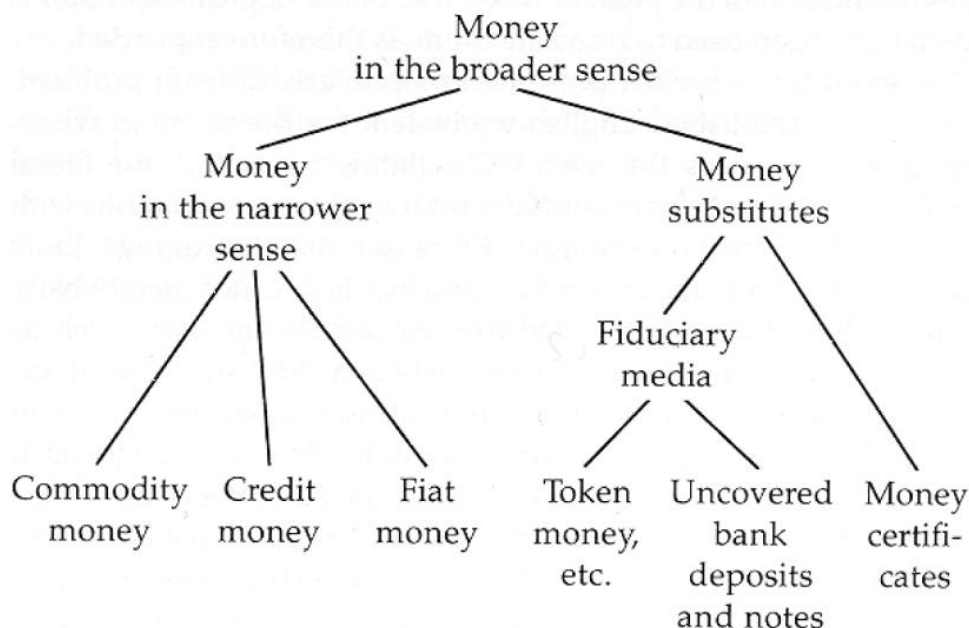 Money
in the broader sense
Money
in the narrower
sense
Money
substitutes
Fiduciary
media
Commodity
money
Credit
money
Fiat
money
Token
money,
etc.
Uncovered
bank
deposits
and notes
Money
certifi-
cates